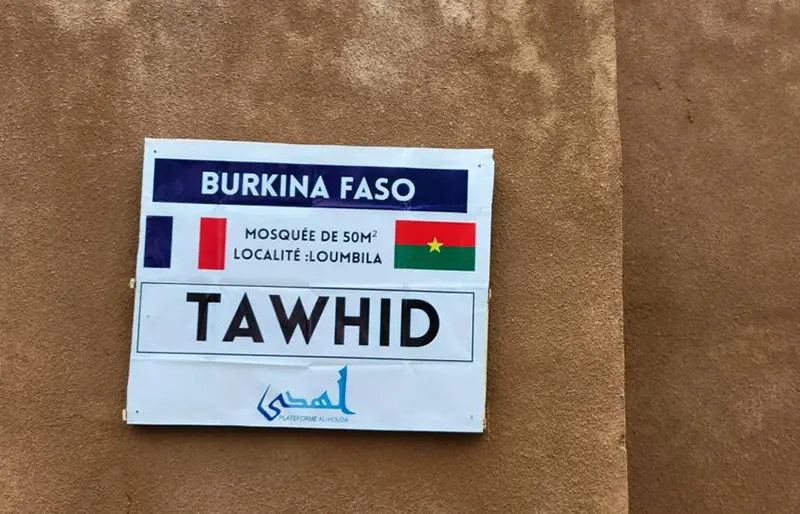 BURKINA FASO
MOSQUÉE DE 50M²
LOCALITÉ :LOUMBILA
TAWHID
الهدى
PLATEFORME AL-HOUDA